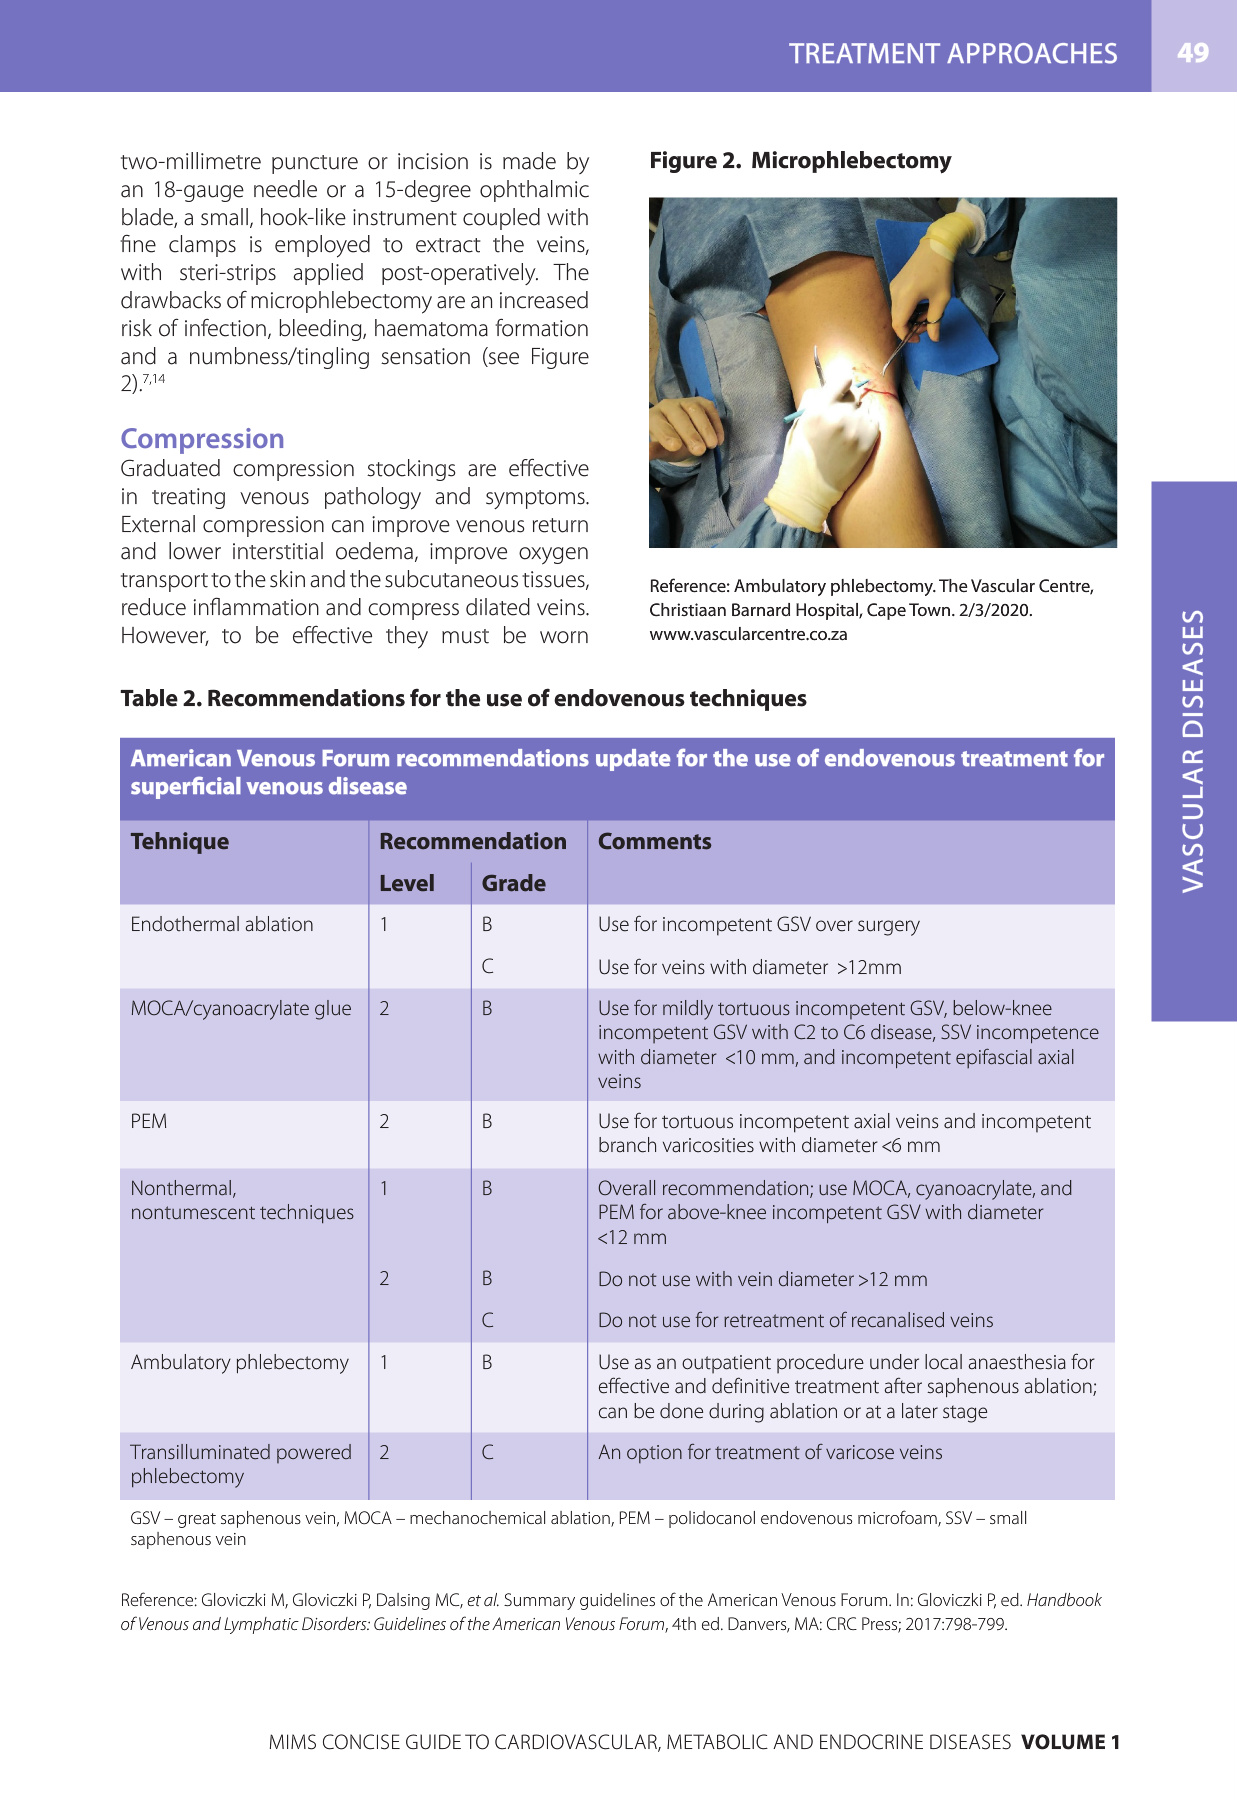 TREATMENT APPROACHES 49
two-millimetre puncture or incision is made by
an 18-gauge needle or a 15-degree ophthalmic
blade, a small, hook-like instrument coupled with
fine clamps is employed to extract the veins,
with steri-strips applied post-operatively. The
drawbacks of microphlebectomy are an increased
risk of infection, bleeding, haematoma formation
and a numbness/tingling sensation (see Figure
2).7,14
Compression
Graduated compression stockings are effective
in treating venous pathology and symptoms.
External compression can improve venous return
and lower interstitial oedema, improve oxygen
transport to the skin and the subcutaneous tissues,
reduce inflammation and compress dilated veins.
However, to be effective they must be worn
Figure 2. Microphlebectomy
Reference: Ambulatory phlebectomy. The Vascular Centre,
Christiaan Barnard Hospital, Cape Town. 2/3/2020.
www.vascularcentre.co.za
VASCULAR DISEASES
Table 2. Recommendations for the use of endovenous techniques
American Venous Forum recommendations update for the use of endovenous treatment for
superficial venous disease
Tehnique Recommendation Comments
Level Grade
Endothermal ablation 1 B Use for incompetent GSV over surgery
C Use for veins with diameter >12mm
MOCA/cyanoacrylate glue 2 B Use for mildly tortuous incompetent GSV, below-knee
incompetent GSV with C2 to C6 disease, SSV incompetence
with diameter <10 mm, and incompetent epifascial axial
veins
PEM 2 B Use for tortuous incompetent axial veins and incompetent
branch varicosities with diameter <6 mm
Nonthermal, 1 B Overall recommendation; use MOCA, cyanoacrylate, and
nontumescent techniques PEM for above-knee incompetent GSV with diameter
<12 mm
2 B Do not use with vein diameter >12 mm
C Do not use for retreatment of recanalised veins
Ambulatory phlebectomy 1 B Use as an outpatient procedure under local anaesthesia for
effective and definitive treatment after saphenous ablation;
can be done during ablation or at a later stage
Transilluminated powered 2 C An option for treatment of varicose veins
phlebectomy
GSV – great saphenous vein, MOCA – mechanochemical ablation, PEM – polidocanol endovenous microfoam, SSV – small
saphenous vein
Reference: Gloviczki M, Gloviczki P, Dalsing MC, et al. Summary guidelines of the American Venous Forum. In: Gloviczki P, ed. Handbook
of Venous and Lymphatic Disorders: Guidelines of the American Venous Forum, 4th ed. Danvers, MA: CRC Press; 2017:798-799.
MIMS CONCISE GUIDE TO CARDIOVASCULAR, METABOLIC AND ENDOCRINE DISEASES VOLUME 1